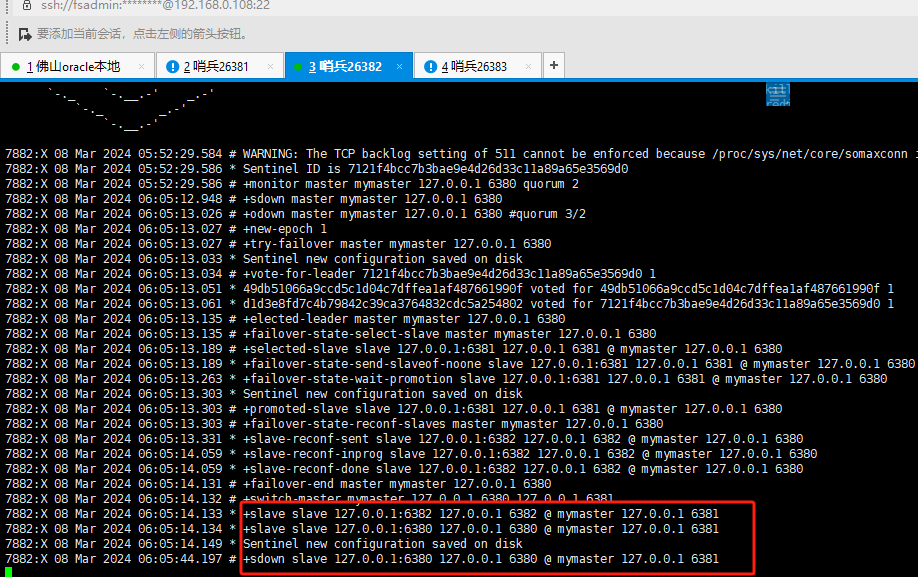 ssh://fsadmin:********@192.168.0.108:22
要添加当前会话，点击左侧的箭头按钮。
1 佛山oracle本地 × 2 哨兵26381 × 3 哨兵26382 × 4 哨兵26383 × +
7882:X 08 Mar 2024 05:52:29.584 # WARNING: The TCP backlog setting of 511 cannot be enforced because /proc/sys/net/core/somaxconn i
7882:X 08 Mar 2024 05:52:29.586 * Sentinel ID is 7121f4bcc7b3bae9e4d26d33c11a89a65e3569d0
7882:X 08 Mar 2024 05:52:29.586 # +monitor master mymaster 127.0.0.1 6380 quorum 2
7882:X 08 Mar 2024 06:05:12.948 # +sdown master mymaster 127.0.0.1 6380
7882:X 08 Mar 2024 06:05:13.026 # +odown master mymaster 127.0.0.1 6380 #quorum 3/2
7882:X 08 Mar 2024 06:05:13.027 # +new-epoch 1
7882:X 08 Mar 2024 06:05:13.027 # +try-failover master mymaster 127.0.0.1 6380
7882:X 08 Mar 2024 06:05:13.033 * Sentinel new configuration saved on disk
7882:X 08 Mar 2024 06:05:13.034 # +vote-for-leader 7121f4bcc7b3bae9e4d26d33c11a89a65e3569d0 1
7882:X 08 Mar 2024 06:05:13.051 * 49db51066a9ccd5c1d04c7dffea1af487661990f voted for 49db51066a9ccd5c1d04c7dffea1af487661990f 1
7882:X 08 Mar 2024 06:05:13.061 * d1d3e8fd7c4b79842c39ca3764832cdc5a254802 voted for 7121f4bcc7b3bae9e4d26d33c11a89a65e3569d0 1
7882:X 08 Mar 2024 06:05:13.135 # +elected-leader master mymaster 127.0.0.1 6380
7882:X 08 Mar 2024 06:05:13.135 # +failover-state-select-slave master mymaster 127.0.0.1 6380
7882:X 08 Mar 2024 06:05:13.189 # +selected-slave slave 127.0.0.1:6381 127.0.0.1 6381 @ mymaster 127.0.0.1 6380
7882:X 08 Mar 2024 06:05:13.189 * +failover-state-send-slaveof-noone slave 127.0.0.1:6381 127.0.0.1 6381 @ mymaster 127.0.0.1 6380
7882:X 08 Mar 2024 06:05:13.263 * +failover-state-wait-promotion slave 127.0.0.1:6381 127.0.0.1 6381 @ mymaster 127.0.0.1 6380
7882:X 08 Mar 2024 06:05:13.303 * Sentinel new configuration saved on disk
7882:X 08 Mar 2024 06:05:13.303 # +promoted-slave slave 127.0.0.1:6381 127.0.0.1 6381 @ mymaster 127.0.0.1 6380
7882:X 08 Mar 2024 06:05:13.303 # +failover-state-reconf-slaves master mymaster 127.0.0.1 6380
7882:X 08 Mar 2024 06:05:13.331 * +slave-reconf-sent slave 127.0.0.1:6382 127.0.0.1 6382 @ mymaster 127.0.0.1 6380
7882:X 08 Mar 2024 06:05:14.059 * +slave-reconf-inprog slave 127.0.0.1:6382 127.0.0.1 6382 @ mymaster 127.0.0.1 6380
7882:X 08 Mar 2024 06:05:14.059 * +slave-reconf-done slave 127.0.0.1:6382 127.0.0.1 6382 @ mymaster 127.0.0.1 6380
7882:X 08 Mar 2024 06:05:14.131 # +failover-end master mymaster 127.0.0.1 6380
7882:X 08 Mar 2024 06:05:14.132 # +switch-master mymaster 127.0.0.1 6380 127.0.0.1 6381
7882:X 08 Mar 2024 06:05:14.133 * +slave slave 127.0.0.1:6382 127.0.0.1 6382 @ mymaster 127.0.0.1 6381
7882:X 08 Mar 2024 06:05:14.134 * +slave slave 127.0.0.1:6380 127.0.0.1 6380 @ mymaster 127.0.0.1 6381
7882:X 08 Mar 2024 06:05:14.149 * Sentinel new configuration saved on disk
7882:X 08 Mar 2024 06:05:44.197 # +sdown slave 127.0.0.1:6380 127.0.0.1 6380 @ mymaster 127.0.0.1 6381